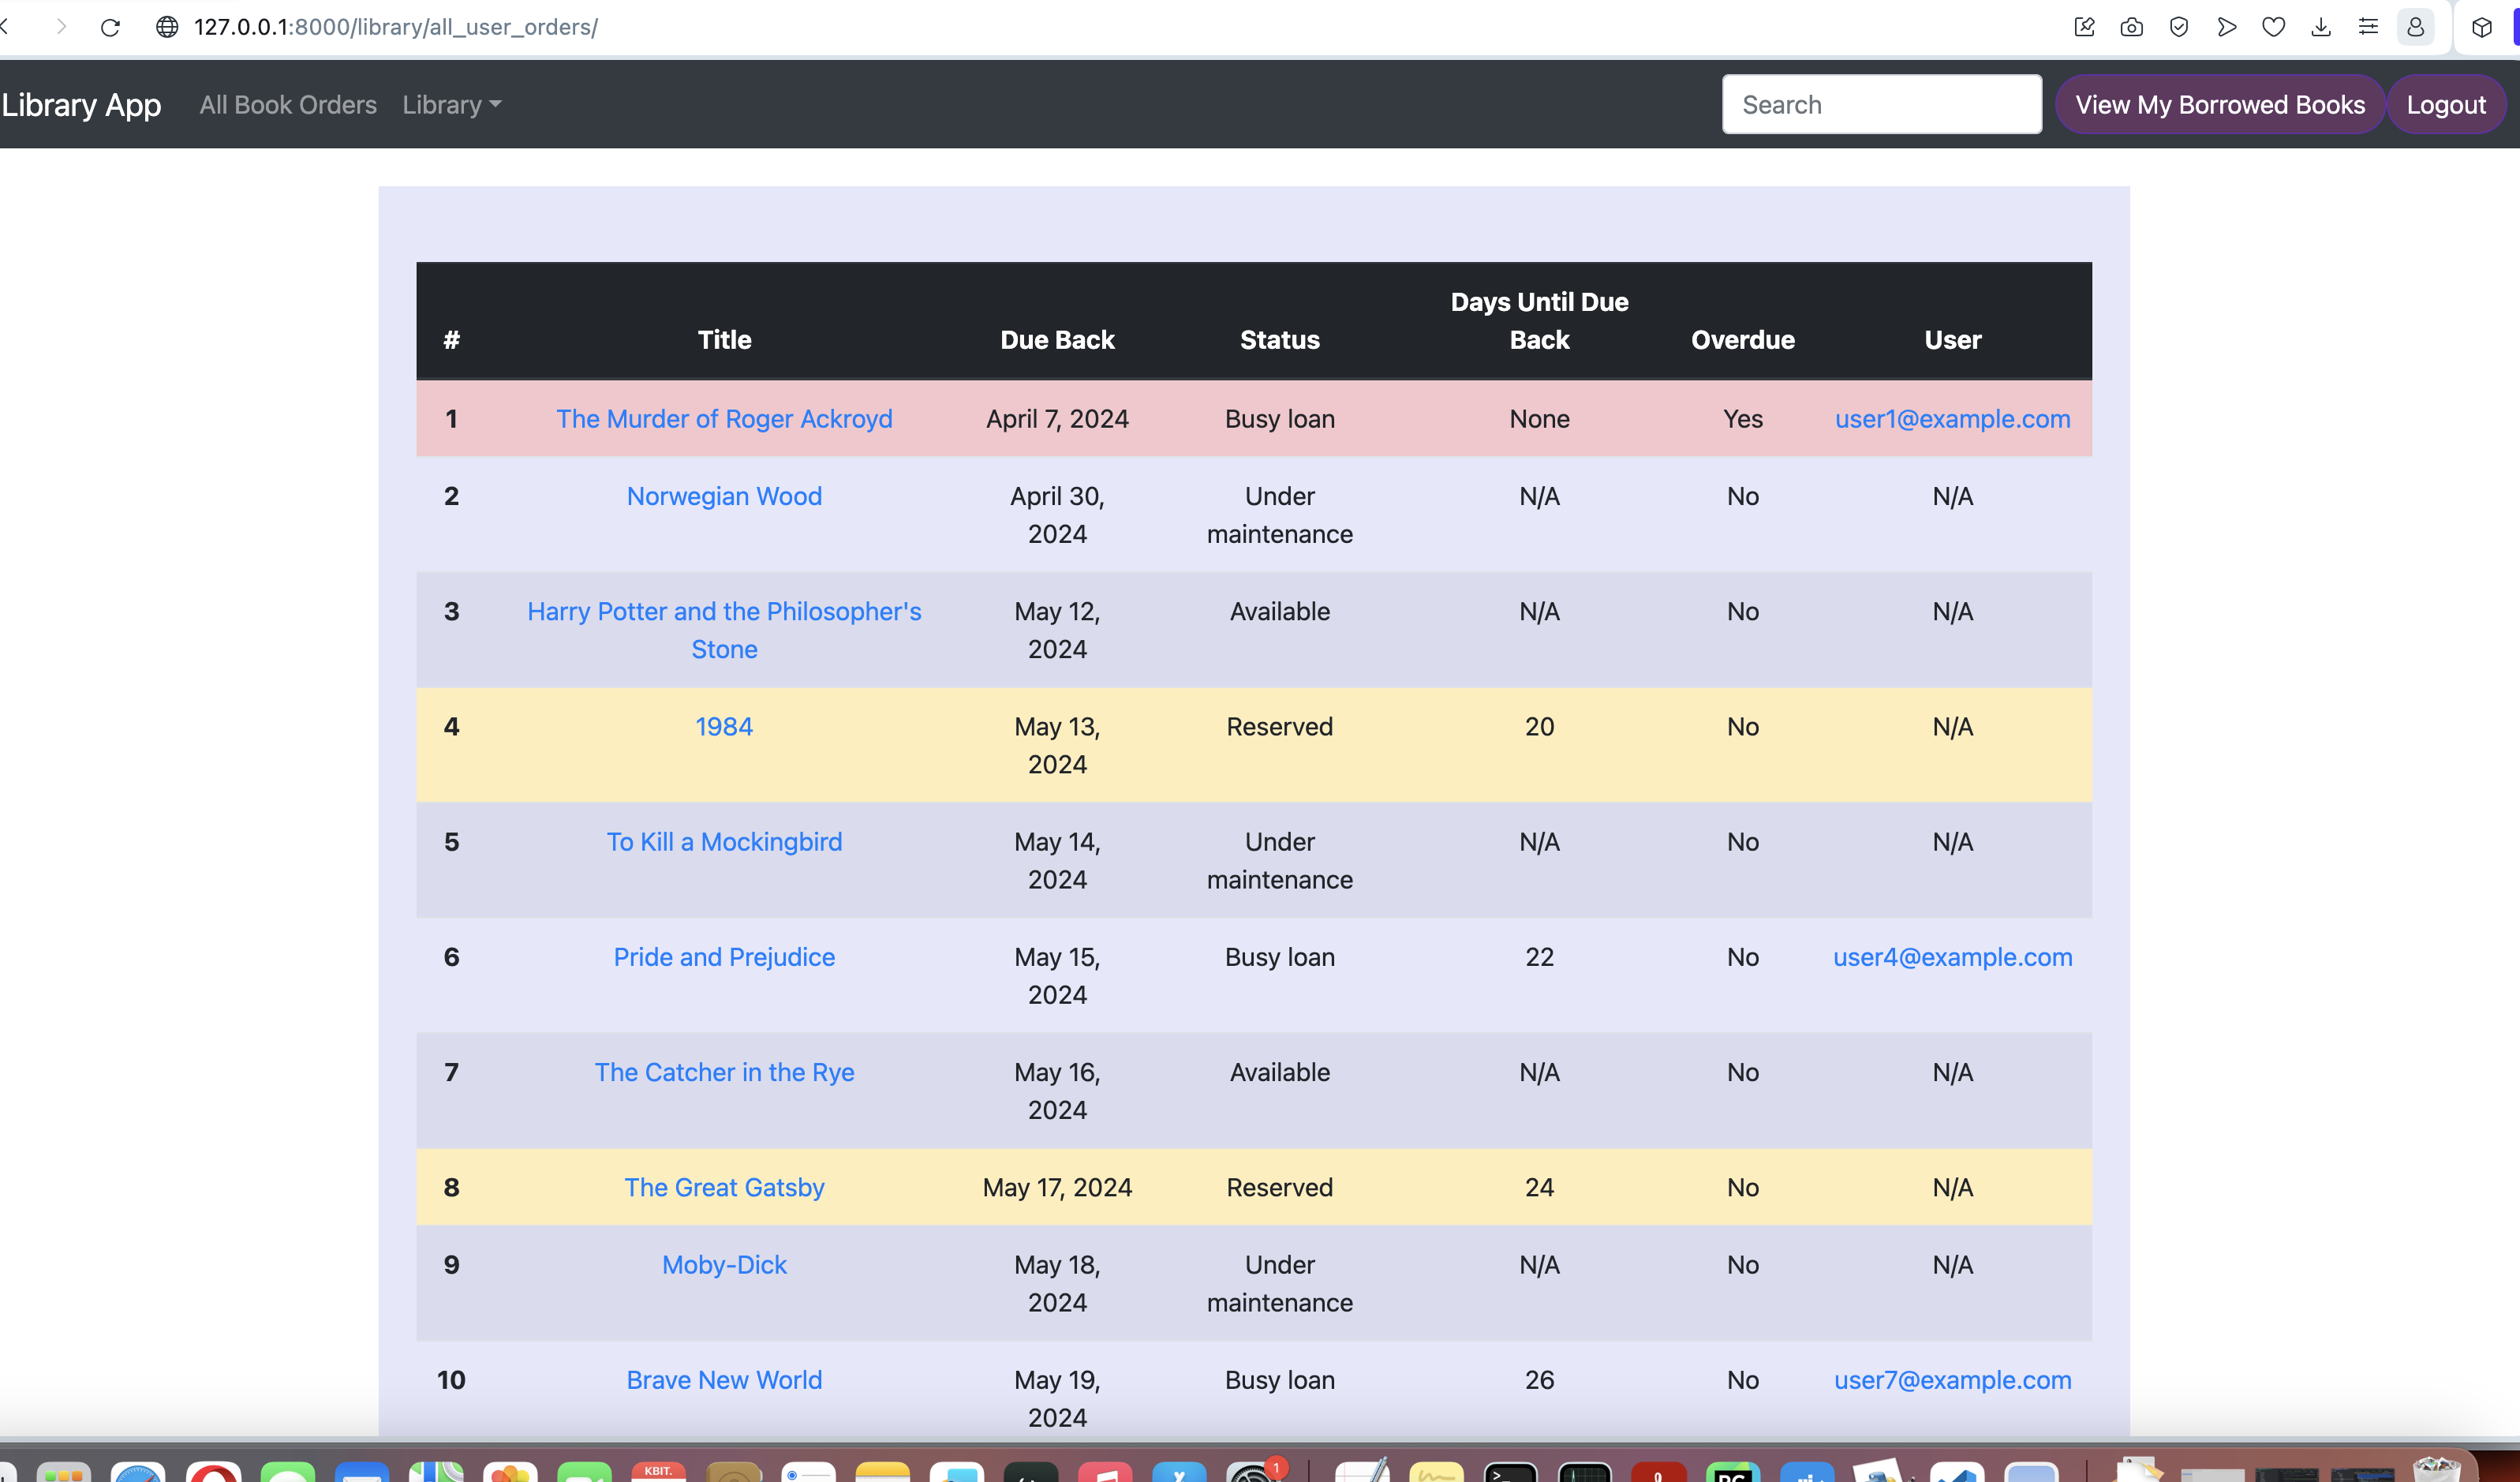 127.0.0.1:8000/library/all_user_orders/
Library App All Book Orders Library Search View My Borrowed Books Logout
# Title Due Back Status Days Until Due Back Overdue User
1 The Murder of Roger Ackroyd April 7, 2024 Busy loan None Yes user1@example.com
2 Norwegian Wood April 30, 2024 Under maintenance N/A No N/A
3 Harry Potter and the Philosopher's Stone May 12, 2024 Available N/A No N/A
4 1984 May 13, 2024 Reserved 20 No N/A
5 To Kill a Mockingbird May 14, 2024 Under maintenance N/A No N/A
6 Pride and Prejudice May 15, 2024 Busy loan 22 No user4@example.com
7 The Catcher in the Rye May 16, 2024 Available N/A No N/A
8 The Great Gatsby May 17, 2024 Reserved 24 No N/A
9 Moby-Dick May 18, 2024 Under maintenance N/A No N/A
10 Brave New World May 19, 2024 Busy loan 26 No user7@example.com
КВІТ.
1